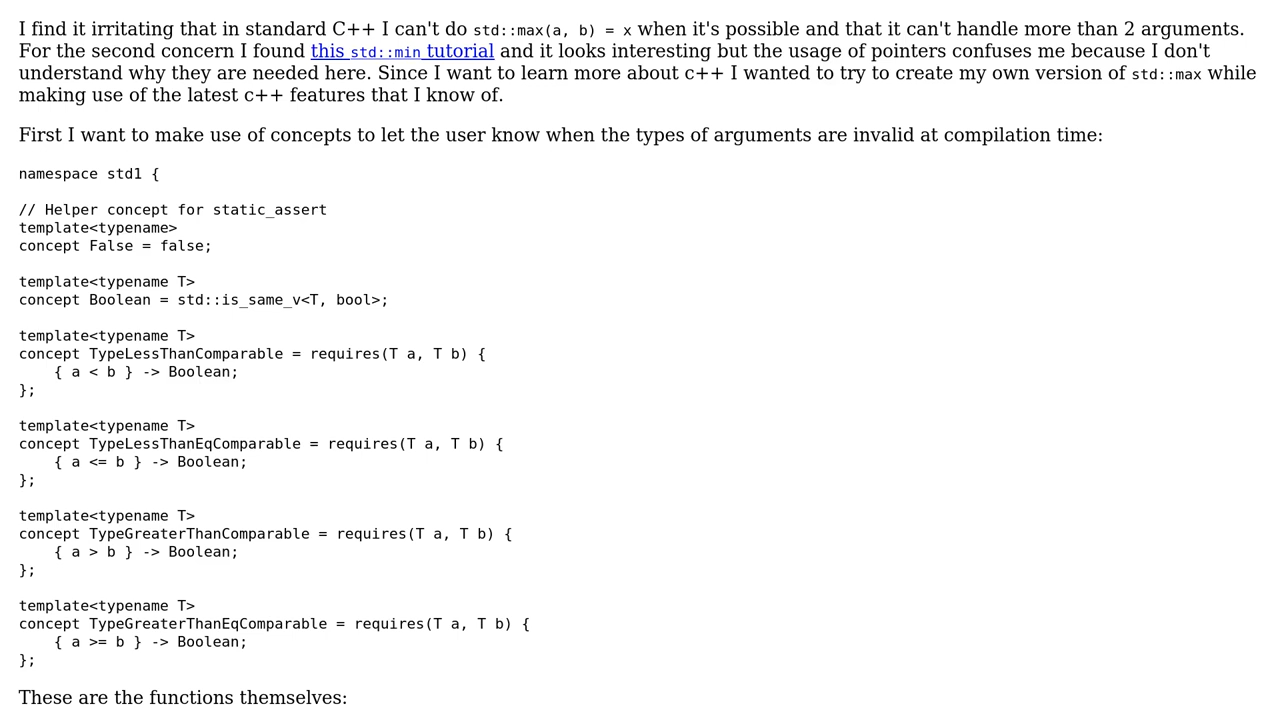 I find it irritating that in standard C++ I can't do std::max(a, b) = x when it's possible and that it can't handle more than 2 arguments.
For the second concern I found this std::min tutorial and it looks interesting but the usage of pointers confuses me because I don't
understand why they are needed here. Since I want to learn more about c++ I wanted to try to create my own version of std::max while
making use of the latest c++ features that I know of.
First I want to make use of concepts to let the user know when the types of arguments are invalid at compilation time:
namespace std1 {
// Helper concept for static_assert
template<typename>
concept False = false;
template<typename T>
concept Boolean = std::is_same_v<T, bool>;
template<typename T>
concept TypeLessThanComparable = requires(T a, T b) {
    { a < b } -> Boolean;
};
template<typename T>
concept TypeLessThanEqComparable = requires(T a, T b) {
    { a <= b } -> Boolean;
};
template<typename T>
concept TypeGreaterThanComparable = requires(T a, T b) {
    { a > b } -> Boolean;
};
template<typename T>
concept TypeGreaterThanEqComparable = requires(T a, T b) {
    { a >= b } -> Boolean;
};
These are the functions themselves: